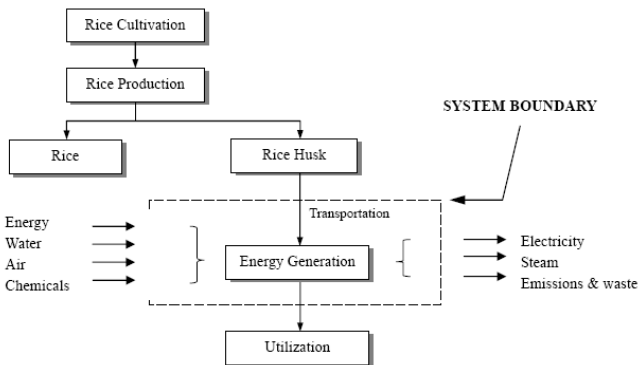 Rice Cultivation
Rice Production
SYSTEM BOUNDARY
Rice
Rice Husk
Transportation
Energy
Water
Air
Chemicals
Energy Generation
Electricity
Steam
Emissions & waste
Utilization